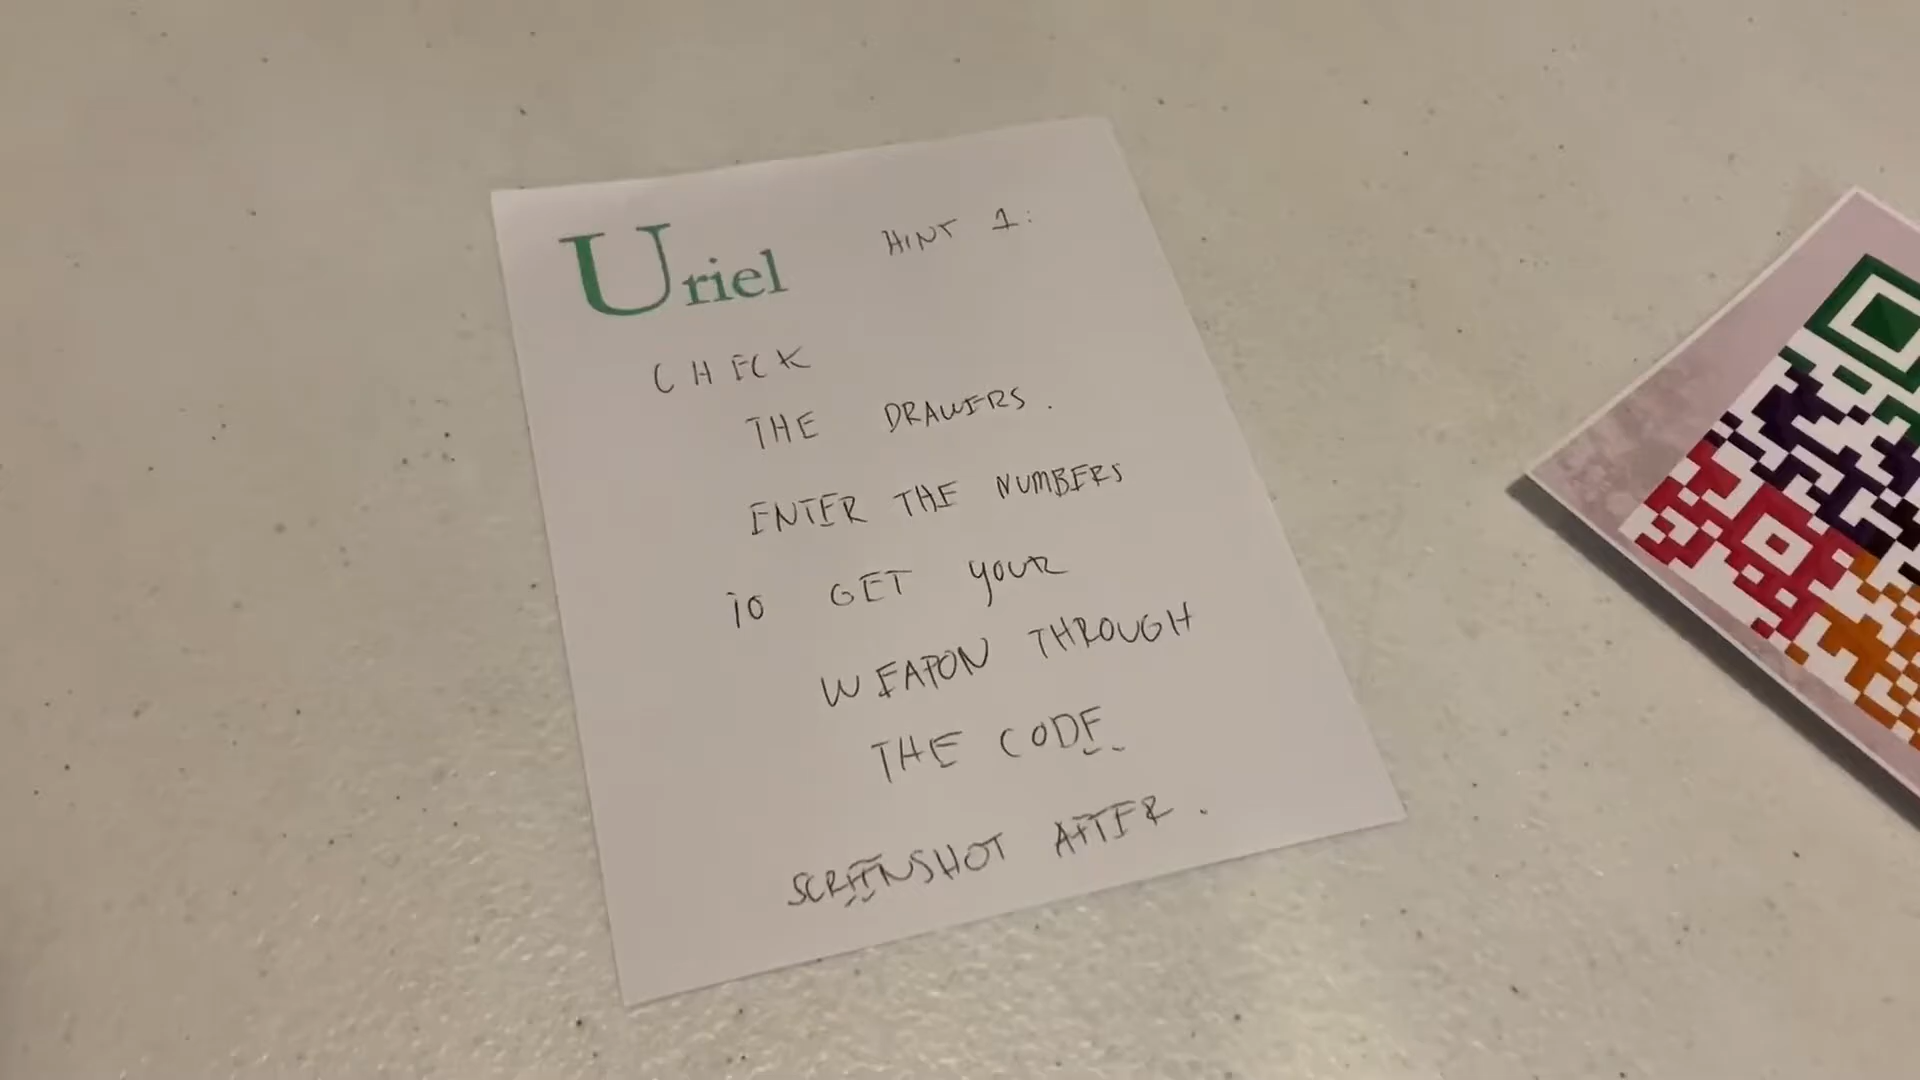 Uriel HINT 1:
CHECK
THE DRAWERS.
ENTER THE NUMBERS
TO GET YOUR
WEAPON THROUGH
THE CODE.
SCREENSHOT AFTER.